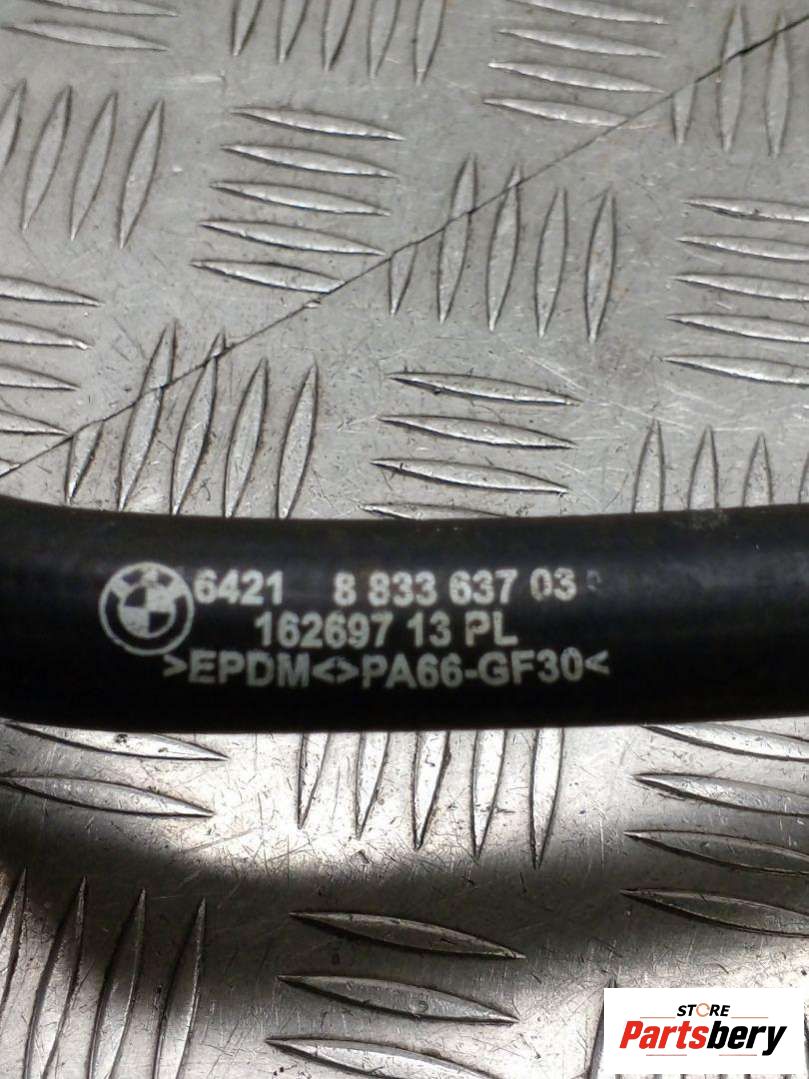 6421 8 833 637 03
162697 13 PL
>EPDM<>PA66-GF30<
STORE
Partsbery